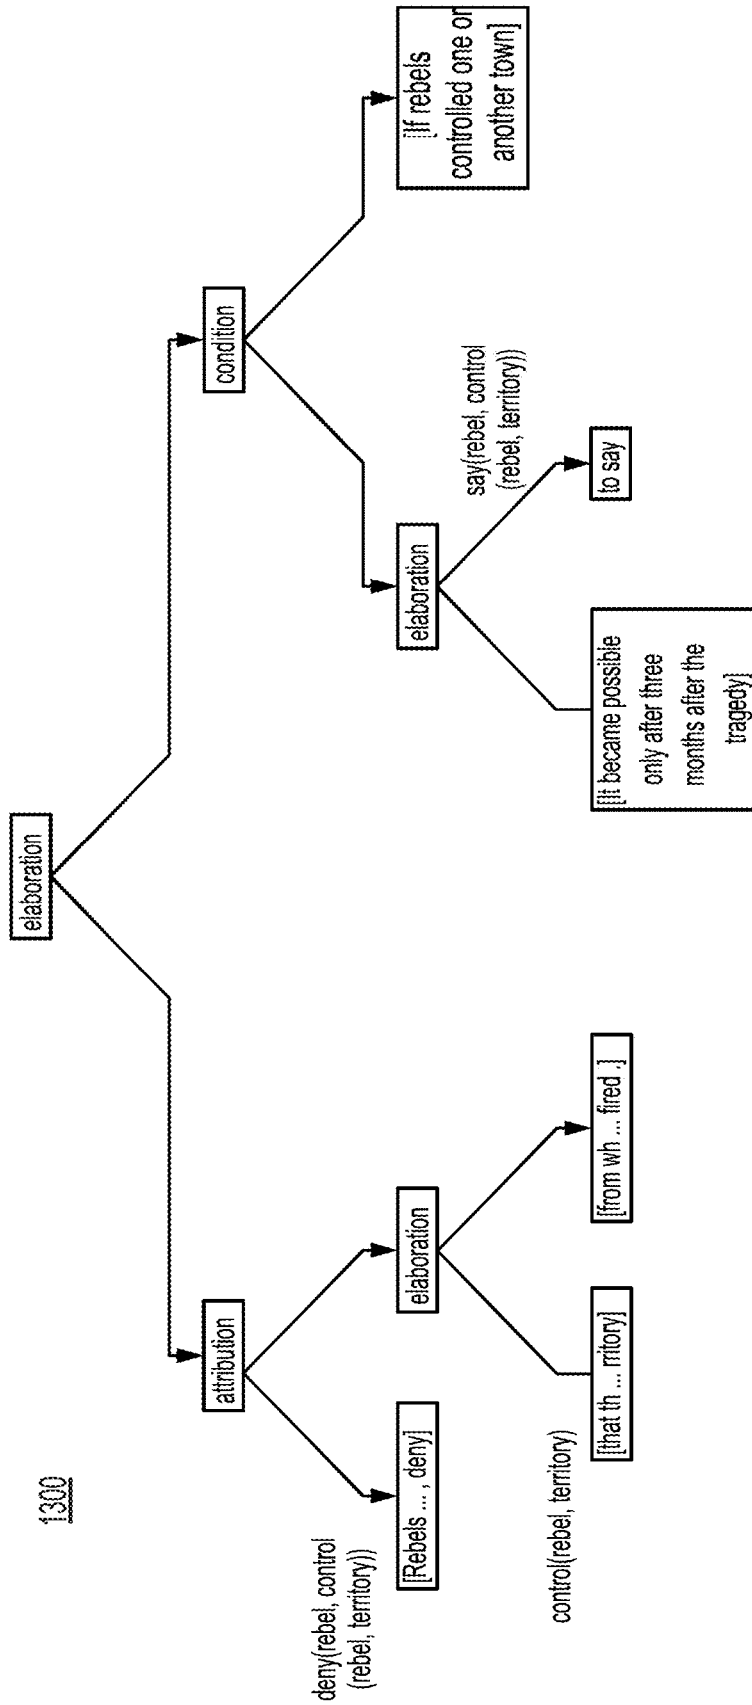 1300
elaboration
attribution
condition
deny(rebel, control
(rebel, territory))
[Rebels ... , deny]
elaboration
elaboration
[If rebels
controlled one or
another town]
control(rebel, territory)
say(rebel, control
(rebel, territory))
[that th ... rritory]
[from wh ... fired .]
[It became possible
only after three
months after the
tragedy]
to say